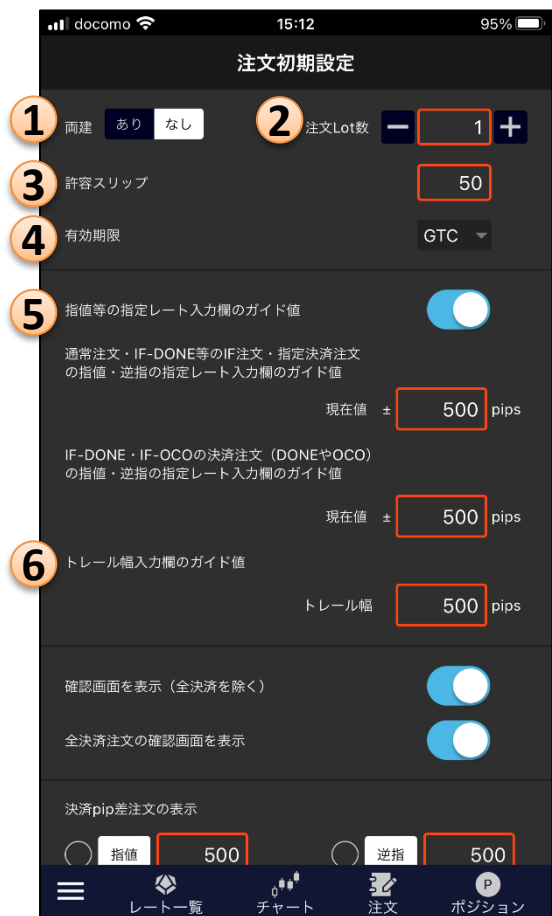 docomo 15:12 95%
注文初期設定
1 両建 あり なし 2 注文Lot数 1
3 許容スリップ 50
4 有効期限 GTC
5 指値等の指定レート入力欄のガイド値
通常注文・IF-DONE等のIF注文・指定決済注文
の指値・逆指の指定レート入力欄のガイド値
現在値 ± 500 pips
IF-DONE・IF-OCOの決済注文（DONEやOCO）
の指値・逆指の指定レート入力欄のガイド値
現在値 ± 500 pips
6 トレール幅入力欄のガイド値
トレール幅 500 pips
確認画面を表示（全決済を除く）
全決済注文の確認画面を表示
決済pip差注文の表示
指値 500 逆指 500
レート一覧 チャート 注文 P ポジション